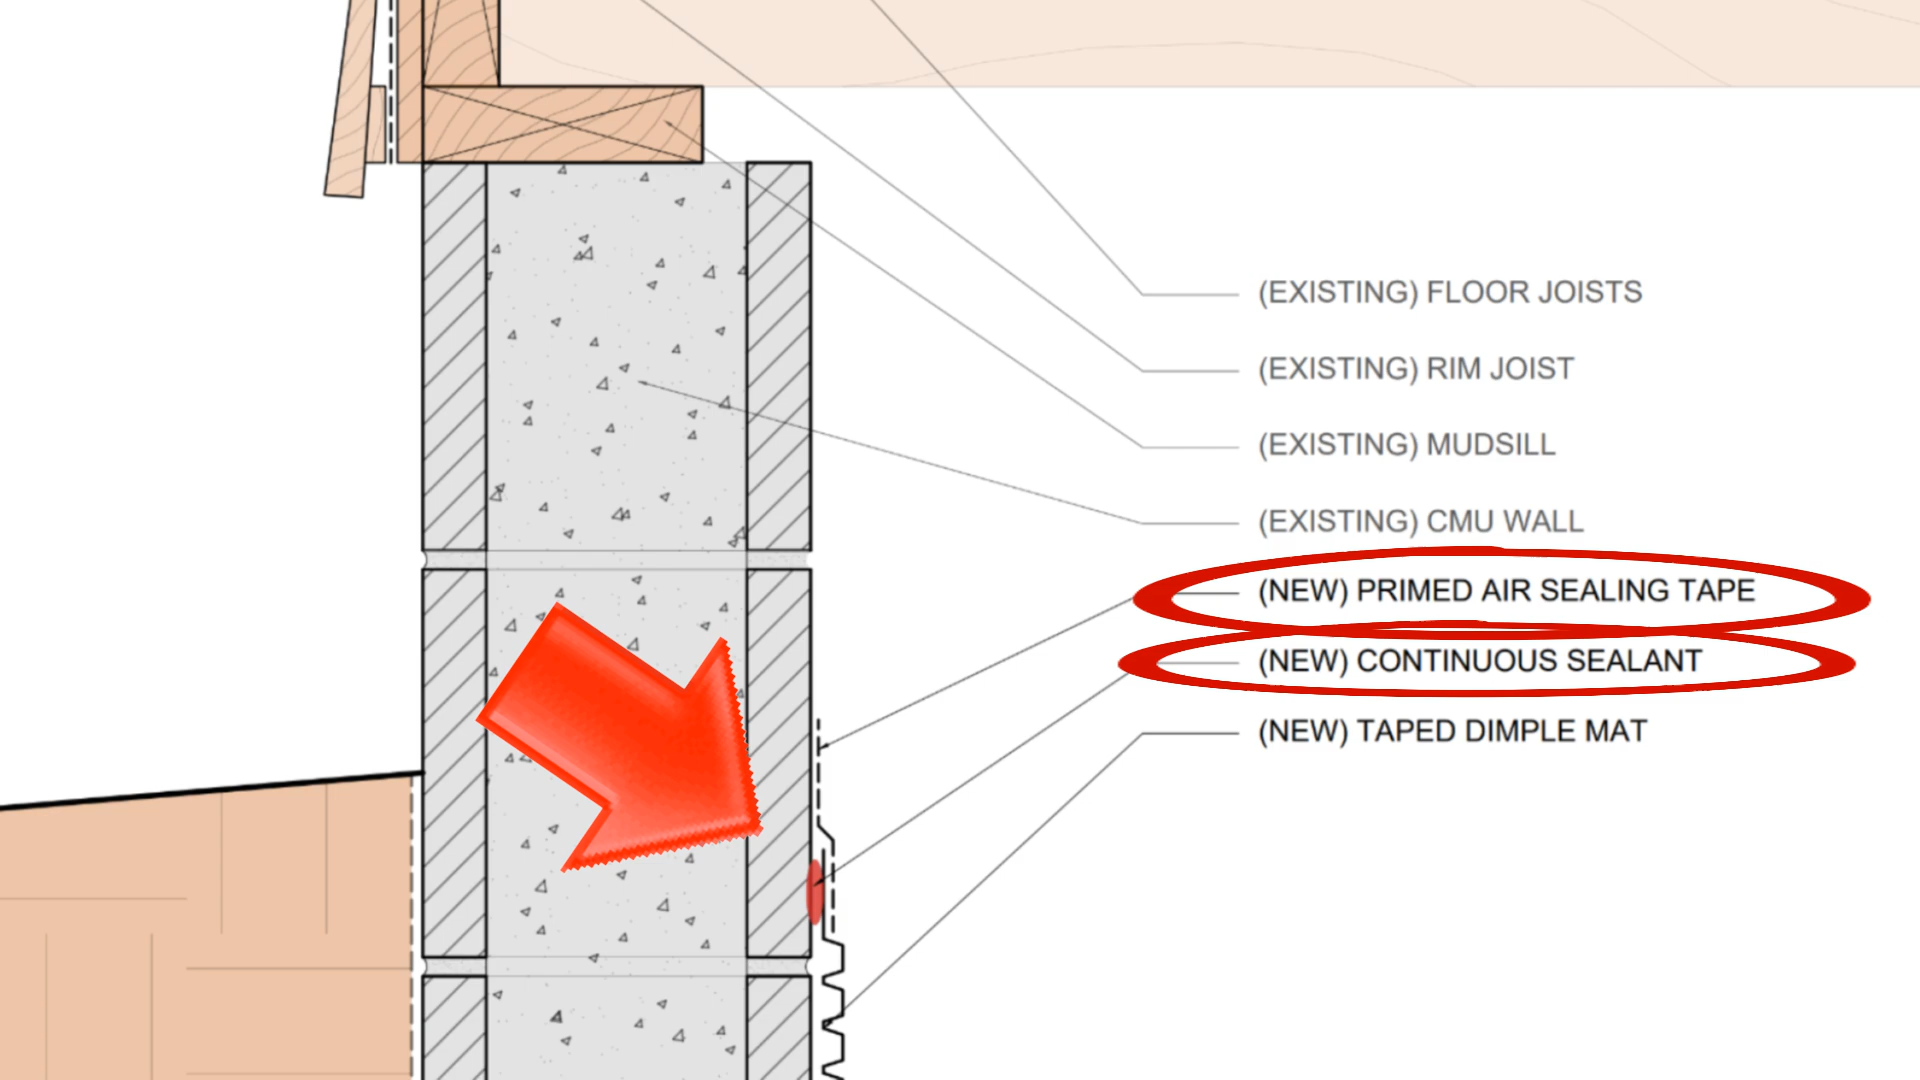 (EXISTING) FLOOR JOISTS
(EXISTING) RIM JOIST
(EXISTING) MUDSILL
(EXISTING) CMU WALL
(NEW) PRIMED AIR SEALING TAPE
(NEW) CONTINUOUS SEALANT
(NEW) TAPED DIMPLE MAT